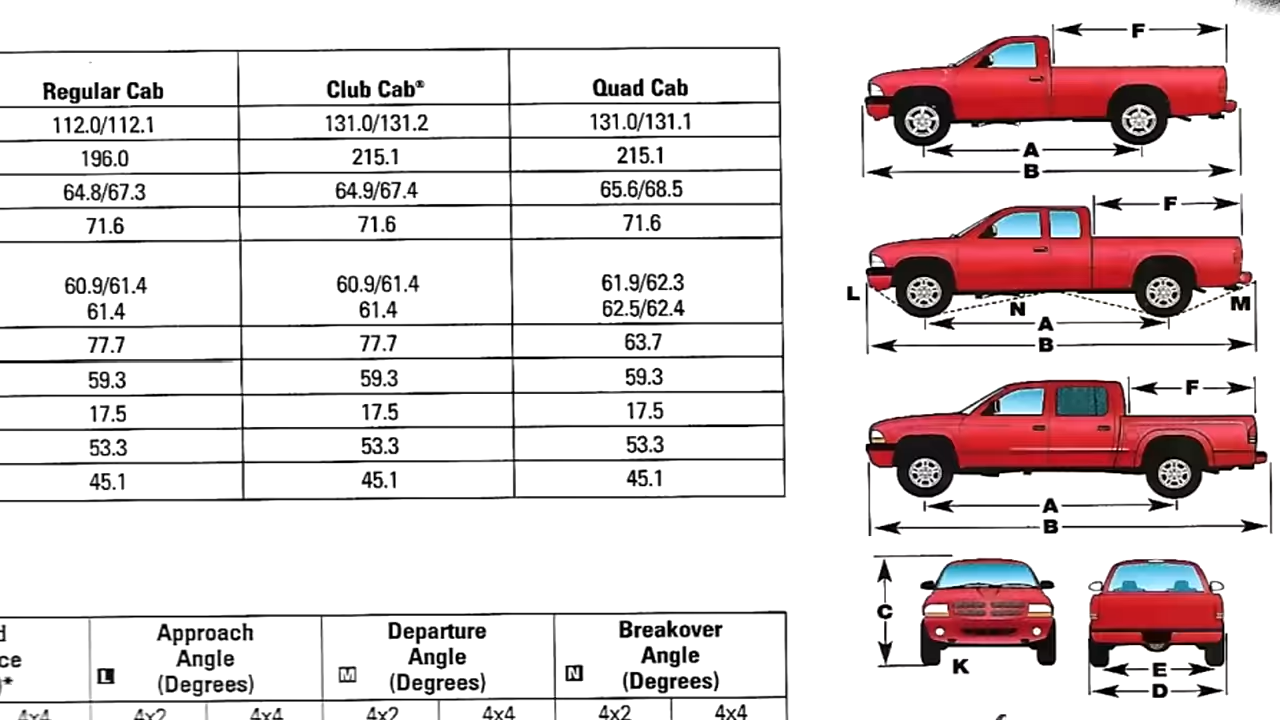 Regular Cab Club Cab® Quad Cab
112.0/112.1 131.0/131.2 131.0/131.1
196.0 215.1 215.1
64.8/67.3 64.9/67.4 65.6/68.5
71.6 71.6 71.6
60.9/61.4 60.9/61.4 61.9/62.3
61.4 61.4 62.5/62.4
77.7 77.7 63.7
59.3 59.3 59.3
17.5 17.5 17.5
53.3 53.3 53.3
45.1 45.1 45.1
Approach Departure Breakover
Angle Angle Angle
L (Degrees) M (Degrees) N (Degrees)
4x4 4x2 4x4 4x2 4x4 4x2 4x4
F
A
B
F
L N M
A
B
F
A
B
C
K E
D